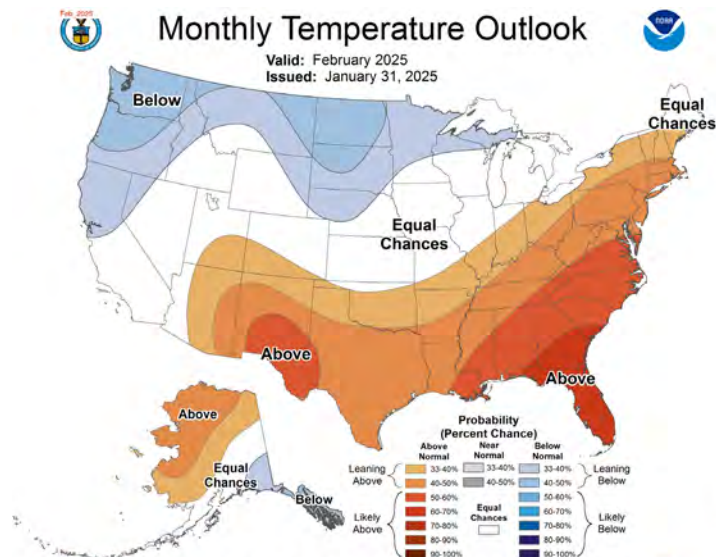 Feb 2025
Monthly Temperature Outlook
NOAA
Valid: February 2025
Issued: January 31, 2025
Below
Equal
Chances
Equal
Chances
Above
Above
Above
Equal
Chances
Below
Probability
(Percent Chance)
Above
Normal
Near
Normal
Below
Normal
Leaning
Above
33-40%
33-40%
33-40%
Leaning
Below
40-50%
40-50%
40-50%
Likely
Above
50-60%
Equal
Chances
50-60%
Likely
Below
60-70%
60-70%
70-80%
70-80%
80-90%
80-90%
90-100%
90-100%